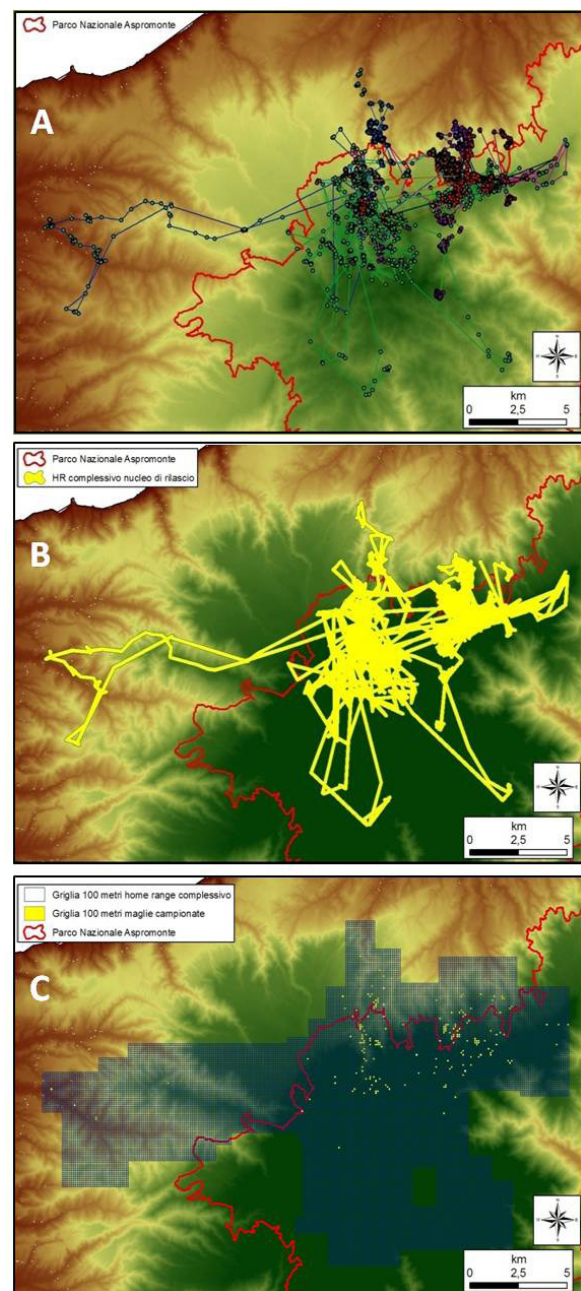 Parco Nazionale Aspromonte
A
km
0 2,5 5
Parco Nazionale Aspromonte
HR complessivo nucleo di rilascio
B
km
0 2,5 5
Griglia 100 metri home range complessivo
Griglia 100 metri maglie campionate
Parco Nazionale Aspromonte
C
km
0 2,5 5